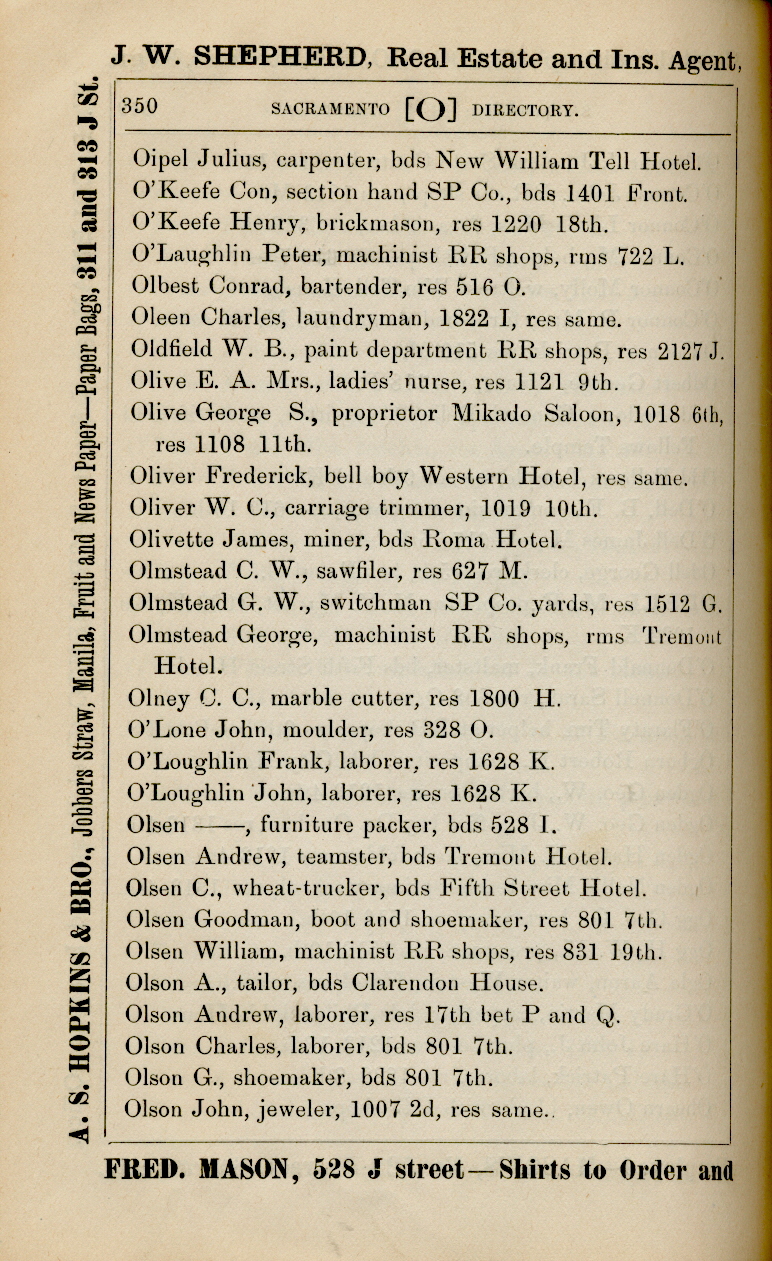 J. W. SHEPHERD, Real Estate and Ins. Agent,
350 SACRAMENTO [O] DIRECTORY.
Oipel Julius, carpenter, bds New William Tell Hotel.
O'Keefe Con, section hand SP Co., bds 1401 Front.
O'Keefe Henry, brickmason, res 1220 18th.
O'Laughlin Peter, machinist RR shops, rms 722 L.
Olbest Conrad, bartender, res 516 O.
Oleen Charles, laundryman, 1822 I, res same.
Oldfield W. B., paint department RR shops, res 2127 J.
Olive E. A. Mrs., ladies' nurse, res 1121 9th.
Olive George S., proprietor Mikado Saloon, 1018 6th,
res 1108 11th.
Oliver Frederick, bell boy Western Hotel, res same.
Oliver W. C., carriage trimmer, 1019 10th.
Olivette James, miner, bds Roma Hotel.
Olmstead C. W., sawfiler, res 627 M.
Olmstead G. W., switchman SP Co. yards, res 1512 G.
Olmstead George, machinist RR shops, rms Tremont
Hotel.
Olney C. C., marble cutter, res 1800 H.
O'Lone John, moulder, res 328 O.
O'Loughlin Frank, laborer, res 1628 K.
O'Loughlin John, laborer, res 1628 K.
Olsen ——, furniture packer, bds 528 I.
Olsen Andrew, teamster, bds Tremont Hotel.
Olsen C., wheat-trucker, bds Fifth Street Hotel.
Olsen Goodman, boot and shoemaker, res 801 7th.
Olsen William, machinist RR shops, res 831 19th.
Olson A., tailor, bds Clarendon House.
Olson Andrew, laborer, res 17th bet P and Q.
Olson Charles, laborer, bds 801 7th.
Olson G., shoemaker, bds 801 7th.
Olson John, jeweler, 1007 2d, res same.
FRED. MASON, 528 J street—Shirts to Order and
A. S. HOPKINS & BRO., Jobbers Straw, Manila, Fruit and News Paper—Paper Bags, 311 and 313 J St.